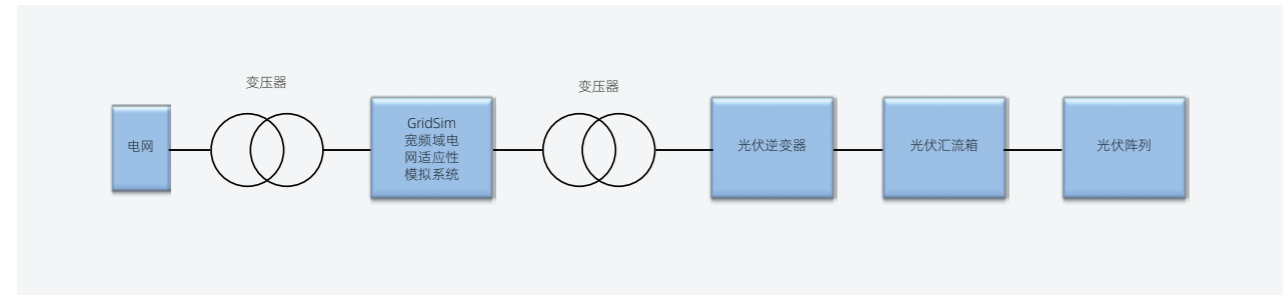 变压器
变压器
电网
GridSim
宽频域电
网适应性
模拟系统
光伏逆变器
光伏汇流箱
光伏阵列